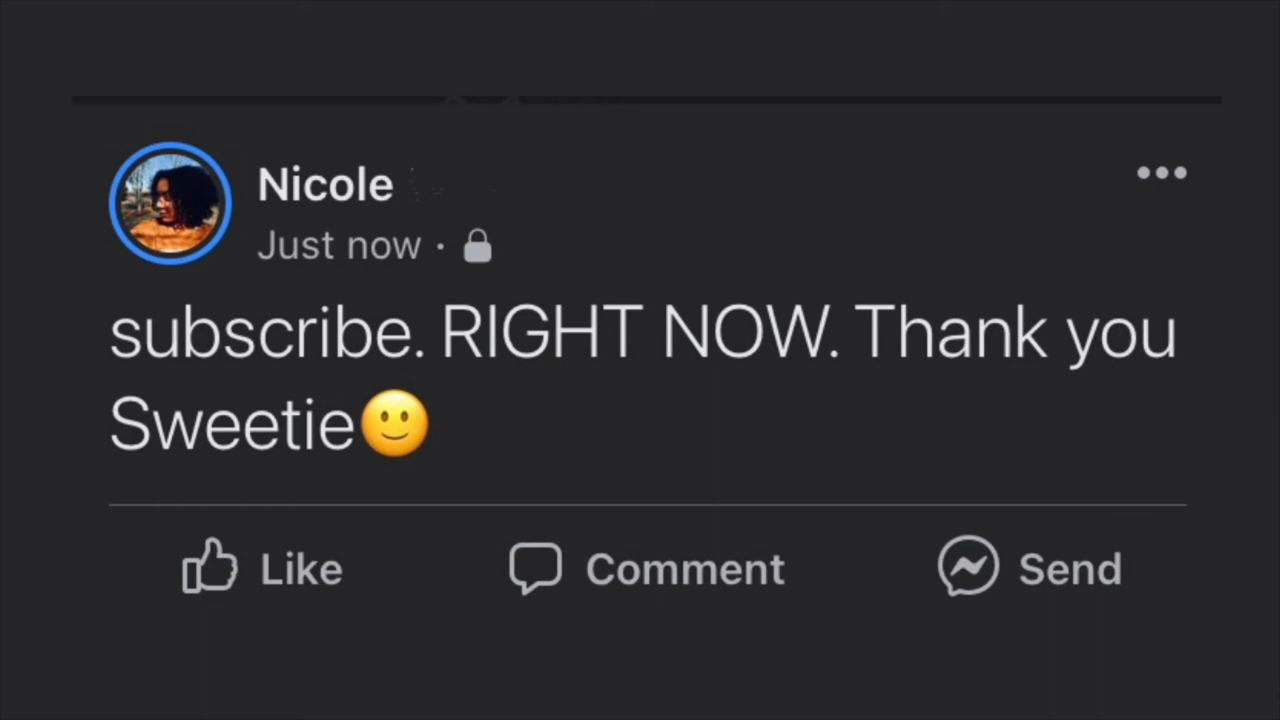 Nicole
Just now ·
subscribe. RIGHT NOW. Thank you
Sweetie🙂
Like
Comment
Send